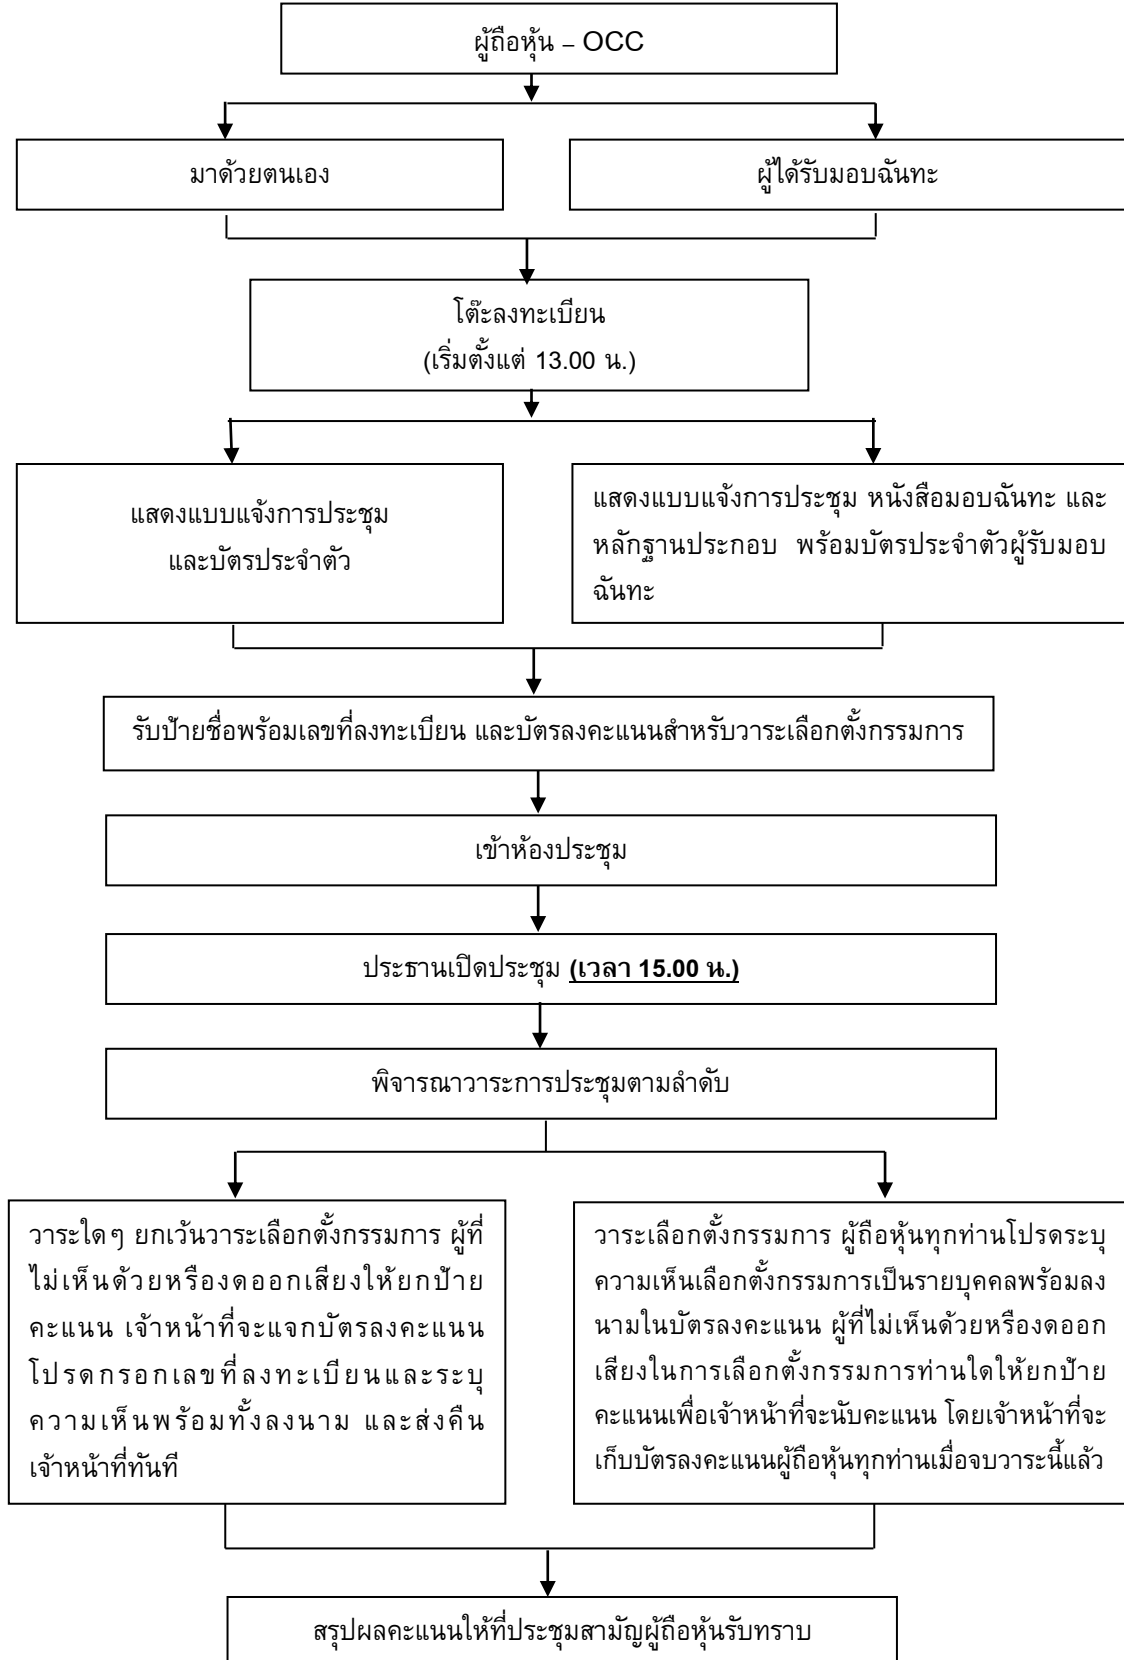 ผู้ถือหุ้น – OCC
มาด้วยตนเอง
ผู้ได้รับมอบฉันทะ
โต๊ะลงทะเบียน
(เริ่มตั้งแต่ 13.00 น.)
แสดงแบบแจ้งการประชุม
และบัตรประจำตัว
แสดงแบบแจ้งการประชุม หนังสือมอบฉันทะ และ
หลักฐานประกอบ พร้อมบัตรประจำตัวผู้รับมอบ
ฉันทะ
รับป้ายชื่อพร้อมเลขที่ลงทะเบียน และบัตรลงคะแนนสำหรับวาระเลือกตั้งกรรมการ
เข้าห้องประชุม
ประธานเปิดประชุม (เวลา 15.00 น.)
พิจารณาวาระการประชุมตามลำดับ
วาระใดๆ ยกเว้นวาระเลือกตั้งกรรมการ ผู้ที่
ไม่เห็นด้วยหรืองดออกเสียงให้ยกป้าย
คะแนน เจ้าหน้าที่จะแจกบัตรลงคะแนน
โปรดกรอกเลขที่ลงทะเบียนและระบุ
ความเห็นพร้อมทั้งลงนาม และส่งคืน
เจ้าหน้าที่ทันที
วาระเลือกตั้งกรรมการ ผู้ถือหุ้นทุกท่านโปรดระบุ
ความเห็นเลือกตั้งกรรมการเป็นรายบุคคลพร้อมลง
นามในบัตรลงคะแนน ผู้ที่ไม่เห็นด้วยหรืองดออก
เสียงในการเลือกตั้งกรรมการท่านใดให้ยกป้าย
คะแนนเพื่อเจ้าหน้าที่จะนับคะแนน โดยเจ้าหน้าที่จะ
เก็บบัตรลงคะแนนผู้ถือหุ้นทุกท่านเมื่อจบวาระนี้แล้ว
สรุปผลคะแนนให้ที่ประชุมสามัญผู้ถือหุ้นรับทราบ